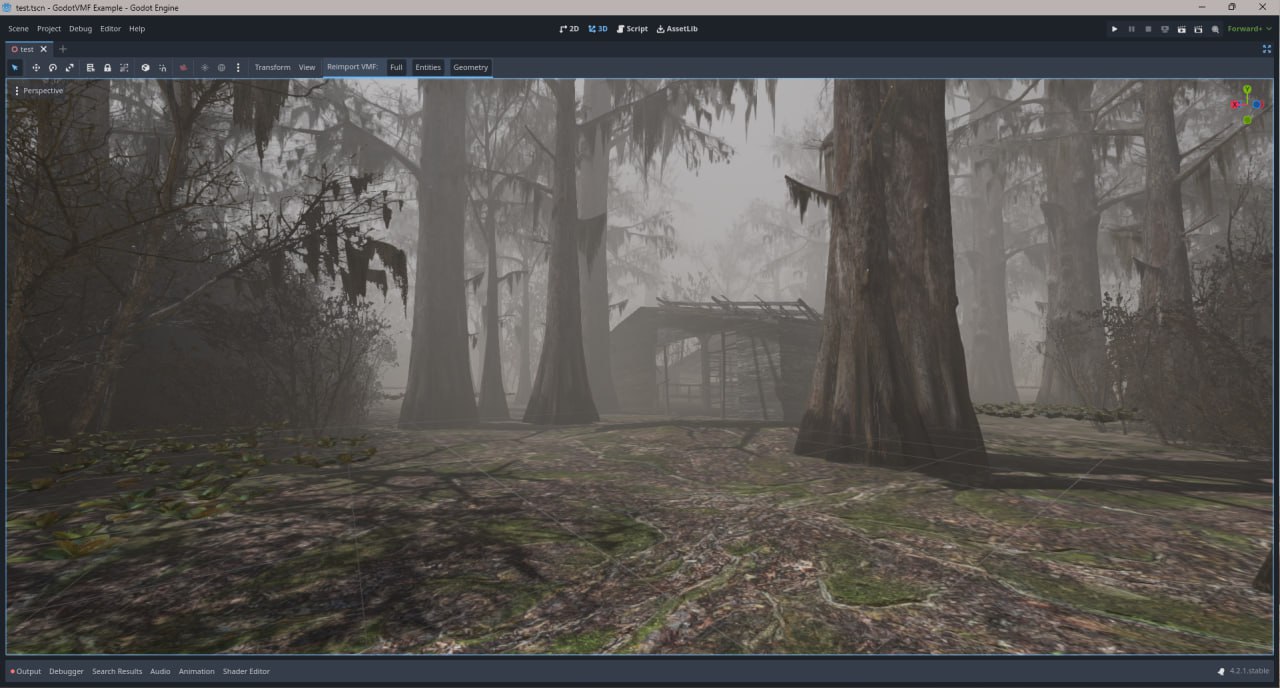 test.tscn - GodotVMF Example - Godot Engine
Scene Project Debug Editor Help 2D 3D Script AssetLib Forward+
test
Transform View Reimport VMF: Full Entities Geometry
Perspective
Y
X
Output Debugger Search Results Audio Animation Shader Editor 4.2.1.stable